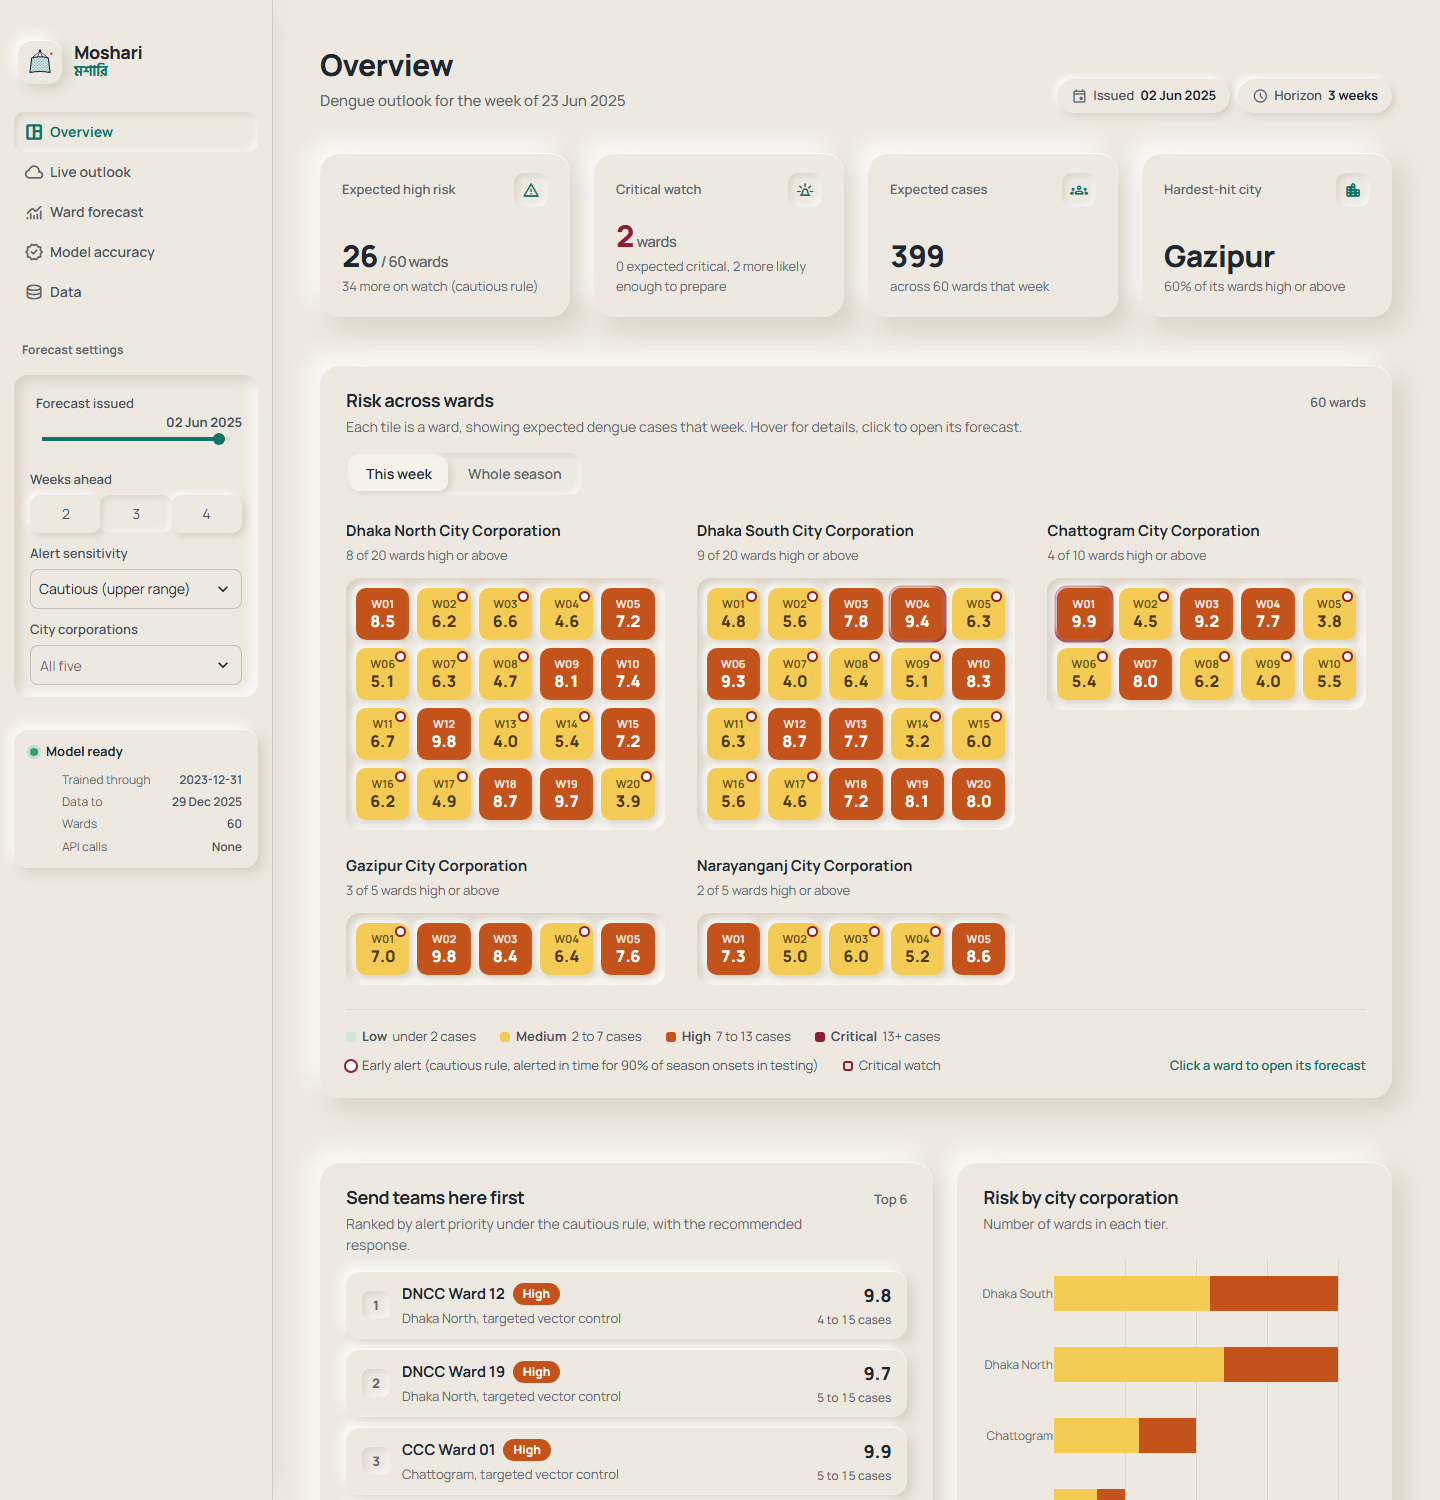 Moshari
মশারি
Overview
Live outlook
Ward forecast
Model accuracy
Data
Forecast settings
Forecast issued
02 Jun 2025
Weeks ahead
2 3 4
Alert sensitivity
Cautious (upper range)
City corporations
All five
Model ready
Trained through 2023-12-31
Data to 29 Dec 2025
Wards 60
API calls None
Overview
Dengue outlook for the week of 23 Jun 2025
Issued 02 Jun 2025
Horizon 3 weeks
Expected high risk
26 / 60 wards
34 more on watch (cautious rule)
Critical watch
2 wards
0 expected critical, 2 more likely
enough to prepare
Expected cases
399
across 60 wards that week
Hardest-hit city
Gazipur
60% of its wards high or above
Risk across wards
60 wards
Each tile is a ward, showing expected dengue cases that week. Hover for details, click to open its forecast.
This week Whole season
Dhaka North City Corporation
8 of 20 wards high or above
W01 W02 W03 W04 W05
8.5 6.2 6.6 4.6 7.2
W06 W07 W08 W09 W10
5.1 6.3 4.7 8.1 7.4
W11 W12 W13 W14 W15
6.7 9.8 4.0 5.4 7.2
W16 W17 W18 W19 W20
6.2 4.9 8.7 9.7 3.9
Dhaka South City Corporation
9 of 20 wards high or above
W01 W02 W03 W04 W05
4.8 5.6 7.8 9.4 6.3
W06 W07 W08 W09 W10
9.3 4.0 6.4 5.1 8.3
W11 W12 W13 W14 W15
6.3 8.7 7.7 3.2 6.0
W16 W17 W18 W19 W20
5.6 4.6 7.2 8.1 8.0
Chattogram City Corporation
4 of 10 wards high or above
W01 W02 W03 W04 W05
9.9 4.5 9.2 7.7 3.8
W06 W07 W08 W09 W10
5.4 8.0 6.2 4.0 5.5
Gazipur City Corporation
3 of 5 wards high or above
W01 W02 W03 W04 W05
7.0 9.8 8.4 6.4 7.6
Narayanganj City Corporation
2 of 5 wards high or above
W01 W02 W03 W04 W05
7.3 5.0 6.0 5.2 8.6
Low under 2 cases Medium 2 to 7 cases High 7 to 13 cases Critical 13+ cases
Early alert (cautious rule, alerted in time for 90% of season onsets in testing) Critical watch
Click a ward to open its forecast
Send teams here first
Top 6
Ranked by alert priority under the cautious rule, with the recommended
response.
1 DNCC Ward 12 High 9.8
Dhaka North, targeted vector control 4 to 15 cases
2 DNCC Ward 19 High 9.7
Dhaka North, targeted vector control 5 to 15 cases
3 CCC Ward 01 High 9.9
Chattogram, targeted vector control 5 to 15 cases
Risk by city corporation
Number of wards in each tier.
Dhaka South
Dhaka North
Chattogram